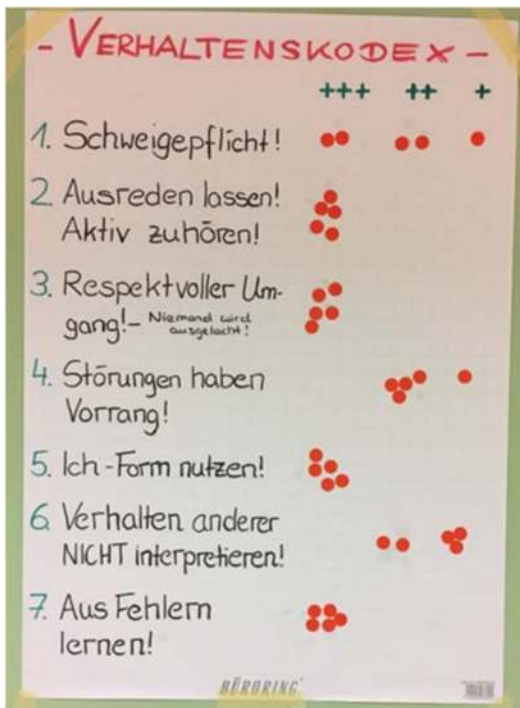 - VERHALTENSKODEX -
+++ ++ +
1. Schweigepflicht!
2. Ausreden lassen!
Aktiv zuhören!
3. Respektvoller Um-
gang! - Niemand wird
ausgelacht!
4. Störungen haben
Vorrang!
5. Ich-Form nutzen!
6. Verhalten anderer
NICHT interpretieren!
7. Aus Fehlern
lernen!
BÜRORING